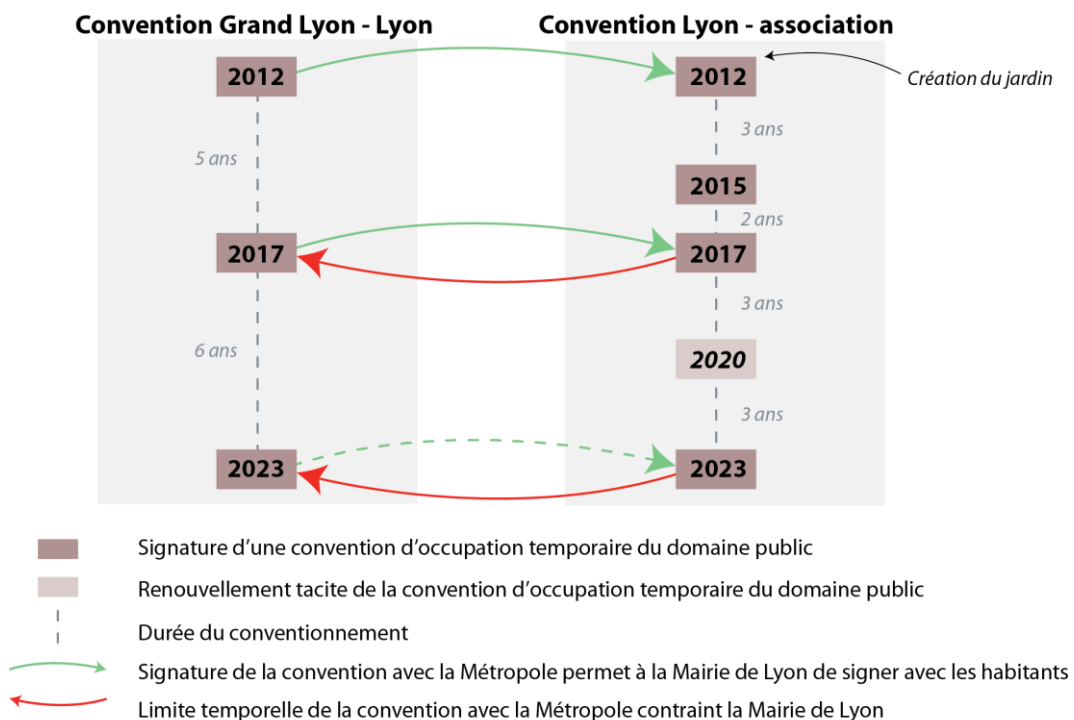 Convention Grand Lyon - Lyon
Convention Lyon - association
2012
2012
Création du jardin
3 ans
5 ans
2015
2 ans
2017
2017
3 ans
6 ans
2020
3 ans
2023
2023
Signature d'une convention d'occupation temporaire du domaine public
Renouvellement tacite de la convention d'occupation temporaire du domaine public
Durée du conventionnement
Signature de la convention avec la Métropole permet à la Mairie de Lyon de signer avec les habitants
Limite temporelle de la convention avec la Métropole contraint la Mairie de Lyon